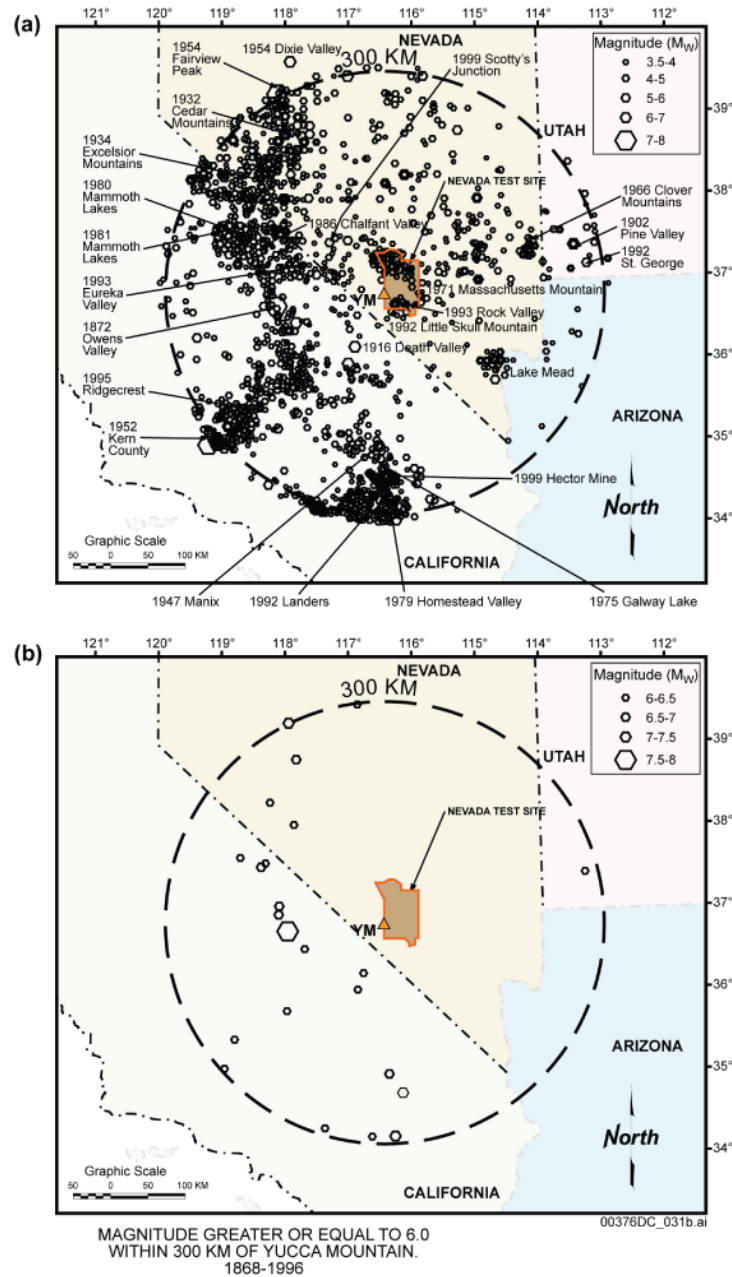 (a)
121° 120° 119° 118° 117° 116° 115° 114° 113° 112°
NEVADA
300 KM
1954
Fairview
Peak
1954 Dixie Valley
1999 Scotty's
Junction
Magnitude (MW)
3.5-4
4-5
5-6
6-7
7-8
1932
Cedar
Mountains
UTAH
39°
1934
Excelsior
Mountains
NEVADA TEST SITE
38°
1980
Mammoth
Lakes
1966 Clover
Mountains
1986 Chalfant Valley
1902
Pine Valley
1981
Mammoth
Lakes
1992
St. George
37°
1993
Eureka
Valley
1971 Massachusetts Mountain
YM
1993 Rock Valley
1992 Little Skull Mountain
1872
Owens
Valley
1916 Death Valley
36°
1995
Ridgecrest
Lake Mead
ARIZONA
1952
Kern
County
35°
1999 Hector Mine
North
34°
Graphic Scale
50 0 50 100 KM
CALIFORNIA
1947 Manix
1992 Landers
1979 Homestead Valley
1975 Galway Lake
(b)
121° 120° 119° 118° 117° 116° 115° 114° 113° 112°
NEVADA
300 KM
Magnitude (MW)
6-6.5
6.5-7
7-7.5
7.5-8
39°
UTAH
38°
NEVADA TEST SITE
37°
YM
36°
ARIZONA
35°
North
34°
Graphic Scale
50 0 50 100 KM
CALIFORNIA
00376DC_031b.ai
MAGNITUDE GREATER OR EQUAL TO 6.0
WITHIN 300 KM OF YUCCA MOUNTAIN.
1868-1996